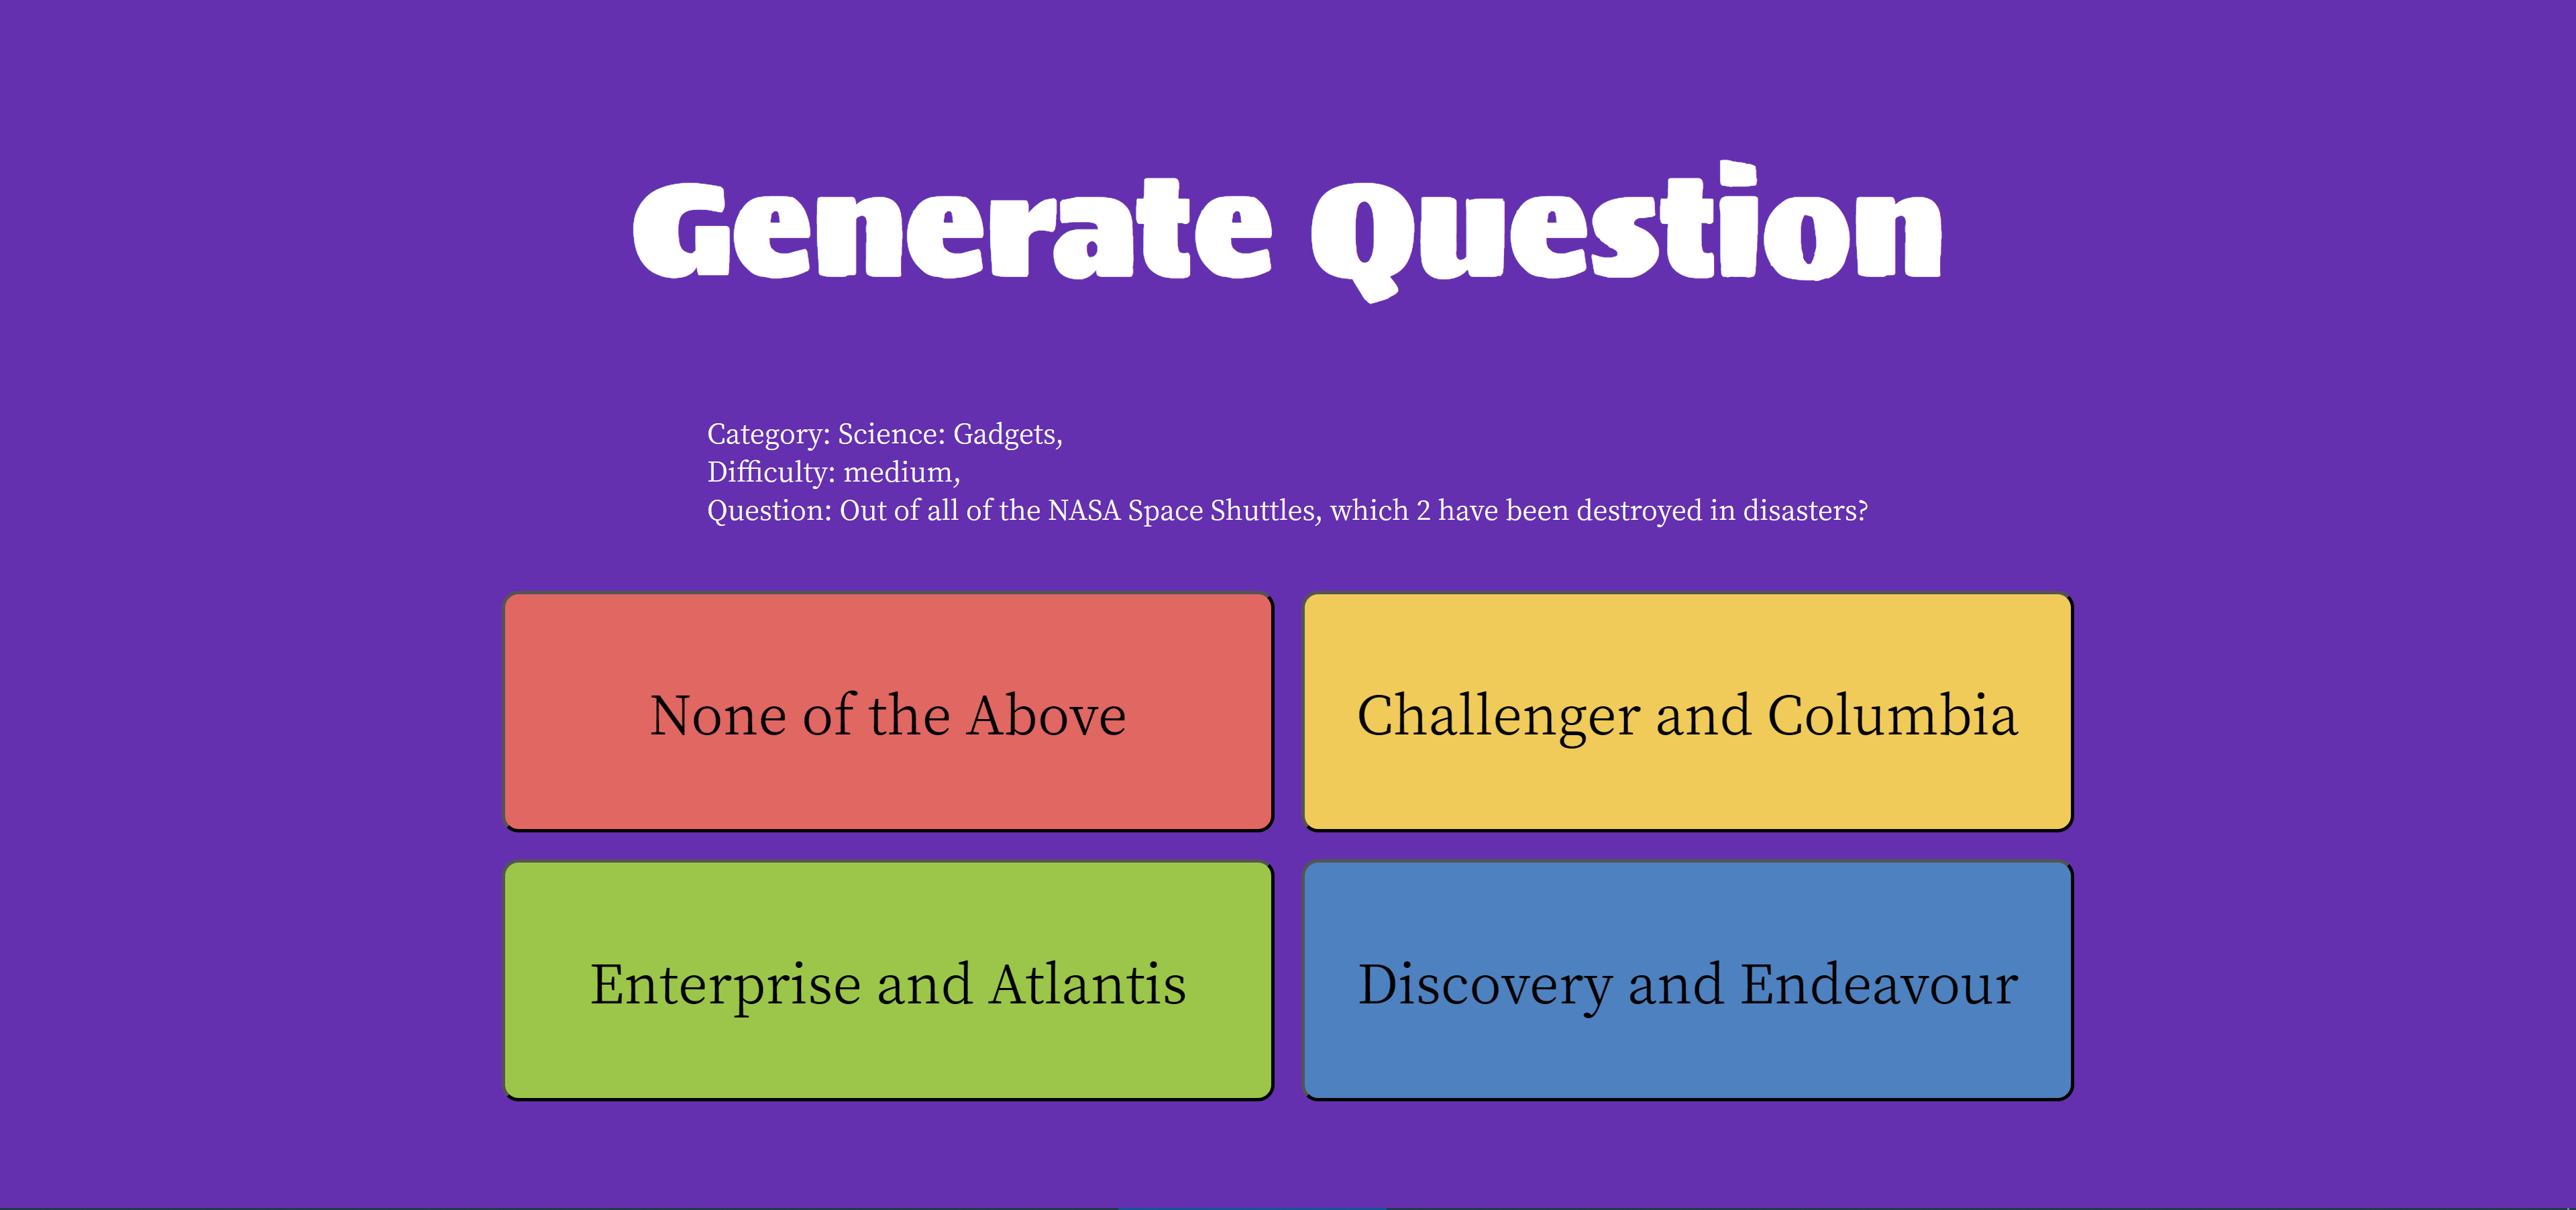 Generate Question
Category: Science: Gadgets,
Difficulty: medium,
Question: Out of all of the NASA Space Shuttles, which 2 have been destroyed in disasters?
None of the Above
Challenger and Columbia
Enterprise and Atlantis
Discovery and Endeavour